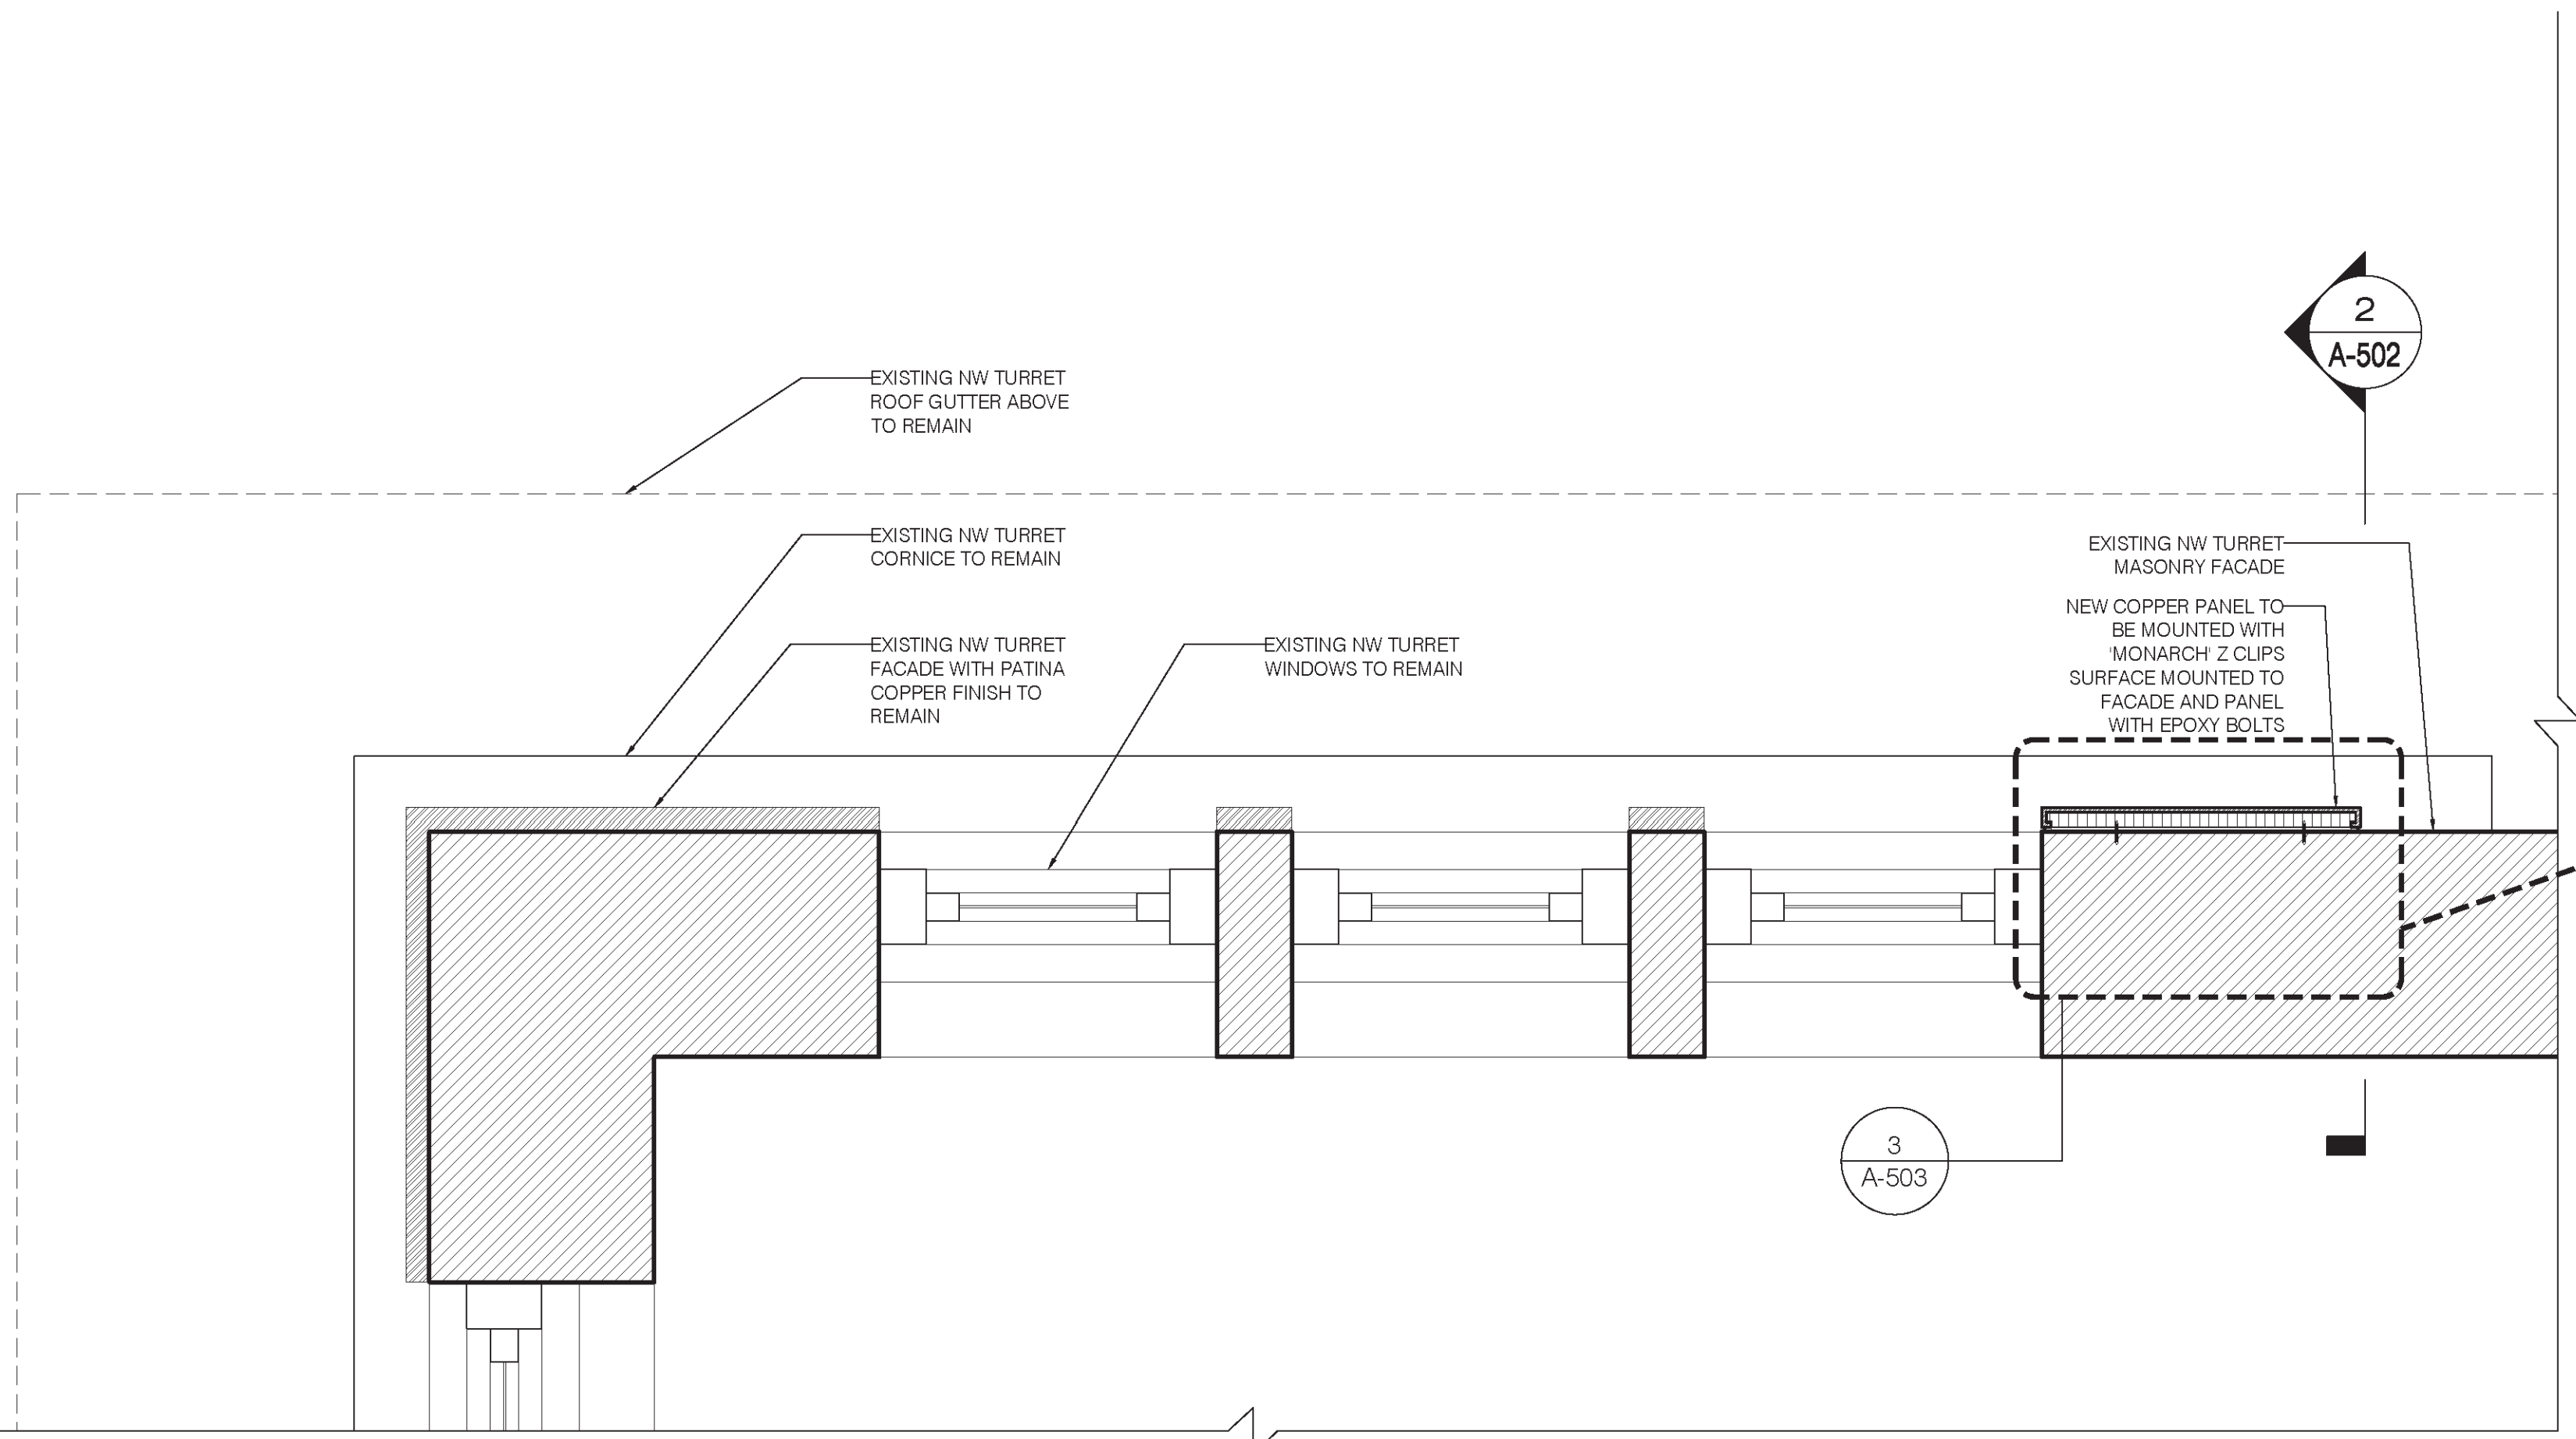 2
A-502
EXISTING NW TURRET
ROOF GUTTER ABOVE
TO REMAIN
EXISTING NW TURRET
CORNICE TO REMAIN
EXISTING NW TURRET
MASONRY FACADE
NEW COPPER PANEL TO
BE MOUNTED WITH
'MONARCH' Z CLIPS
SURFACE MOUNTED TO
FACADE AND PANEL
WITH EPOXY BOLTS
EXISTING NW TURRET
FACADE WITH PATINA
COPPER FINISH TO
REMAIN
EXISTING NW TURRET
WINDOWS TO REMAIN
3
A-503